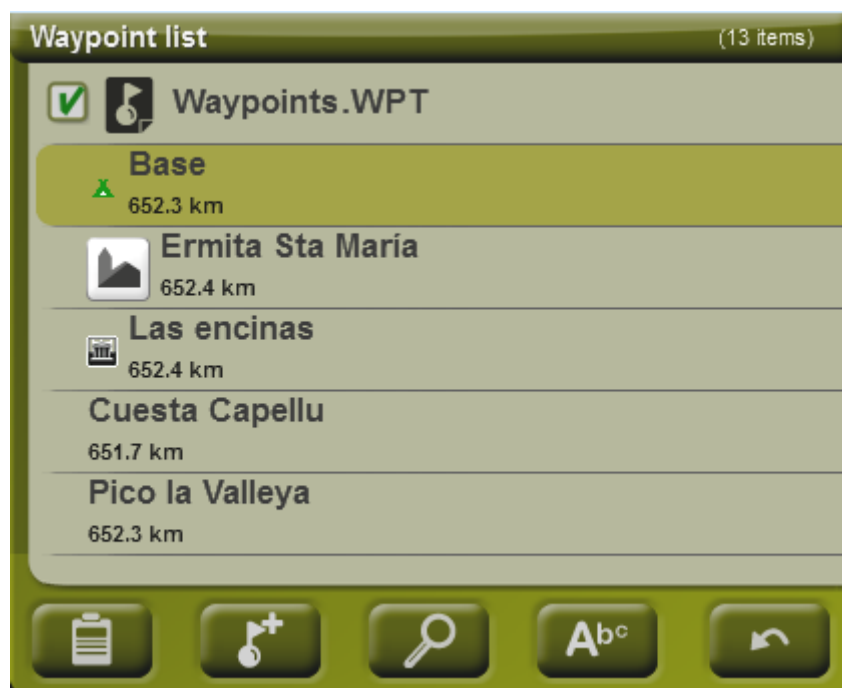 Waypoint list (13 items)
Waypoints.WPT
Base
652.3 km
Ermita Sta María
652.4 km
Las encinas
652.4 km
Cuesta Capellu
651.7 km
Pico la Valleya
652.3 km
Abc